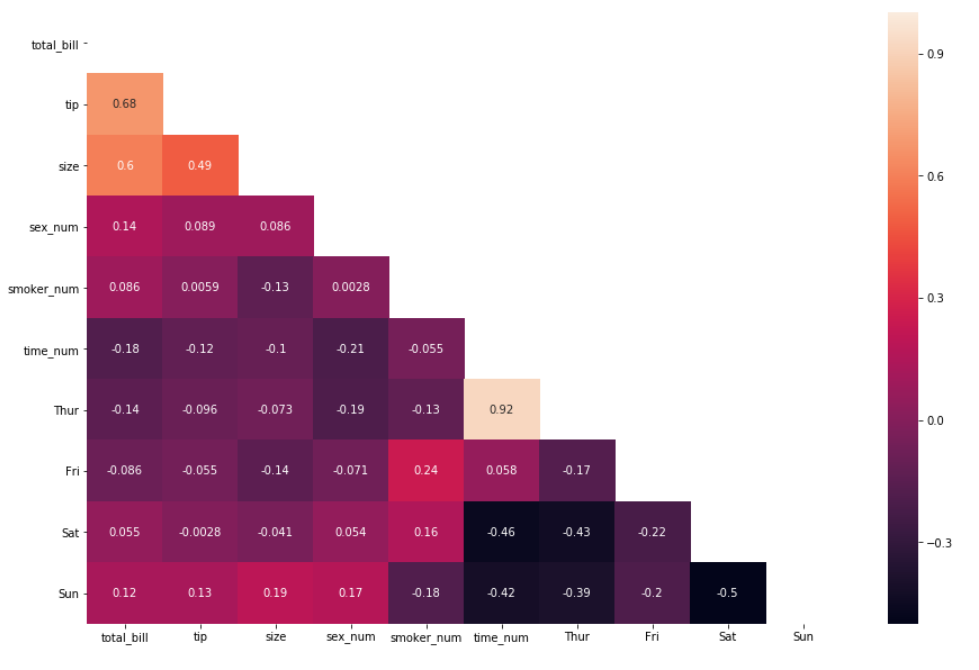 total_bill
tip 0.68
size 0.6 0.49
sex_num 0.14 0.089 0.086
smoker_num 0.086 0.0059 -0.13 0.0028
time_num -0.18 -0.12 -0.1 -0.21 -0.055
Thur -0.14 -0.096 -0.073 -0.19 -0.13 0.92
Fri -0.086 -0.055 -0.14 -0.071 0.24 0.058 -0.17
Sat 0.055 -0.0028 -0.041 0.054 0.16 -0.46 -0.43 -0.22
Sun 0.12 0.13 0.19 0.17 -0.18 -0.42 -0.39 -0.2 -0.5
total_bill tip size sex_num smoker_num time_num Thur Fri Sat Sun
0.9
0.6
0.3
0.0
−0.3